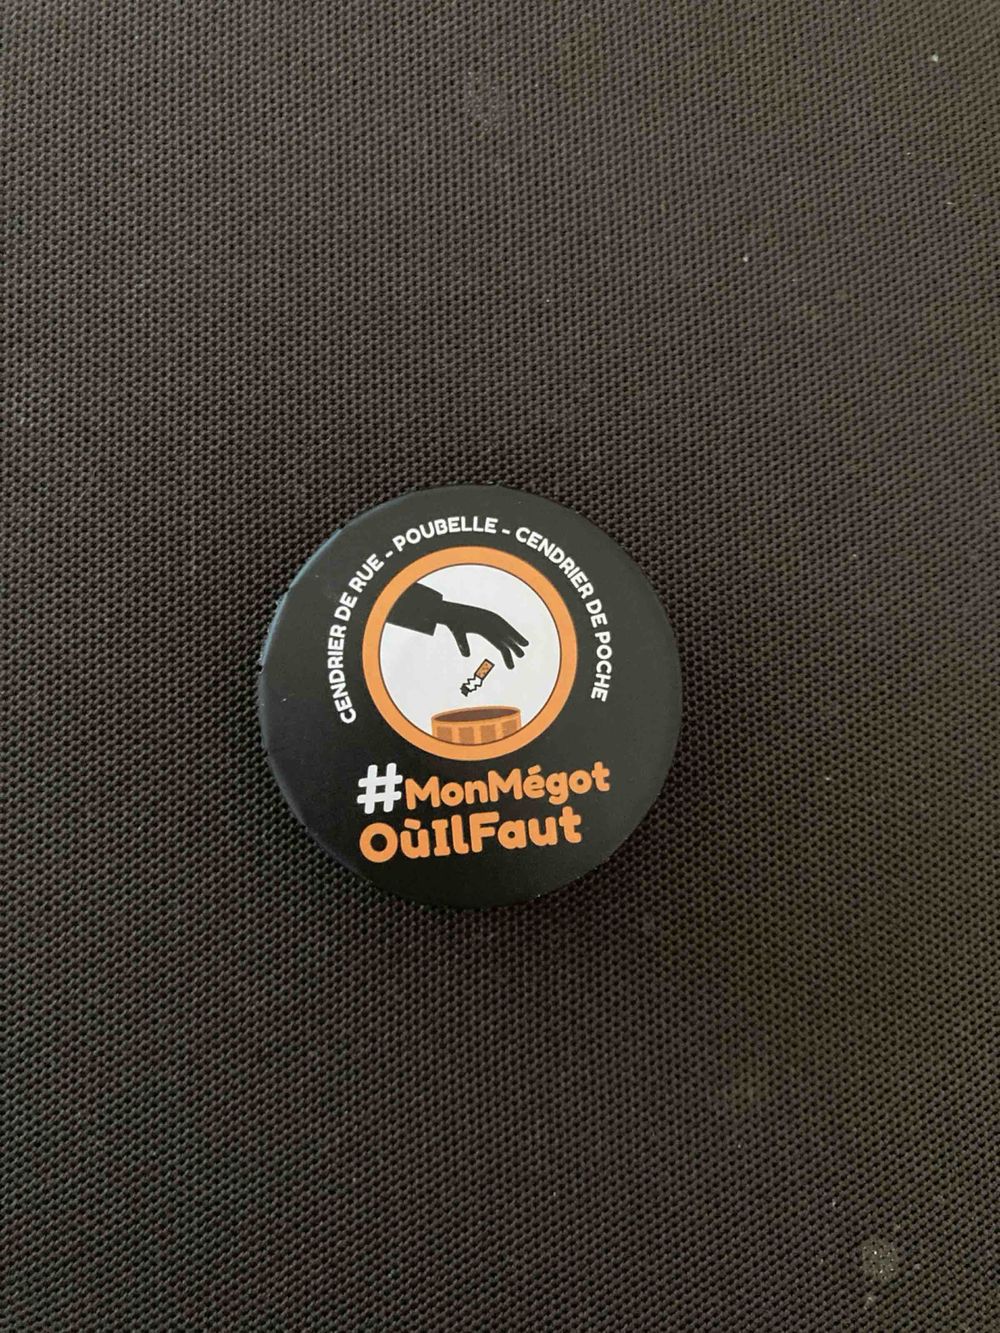 CENDRIER DE RUE - POUBELLE - CENDRIER DE POCHE
#MonMégot
OùIlFaut